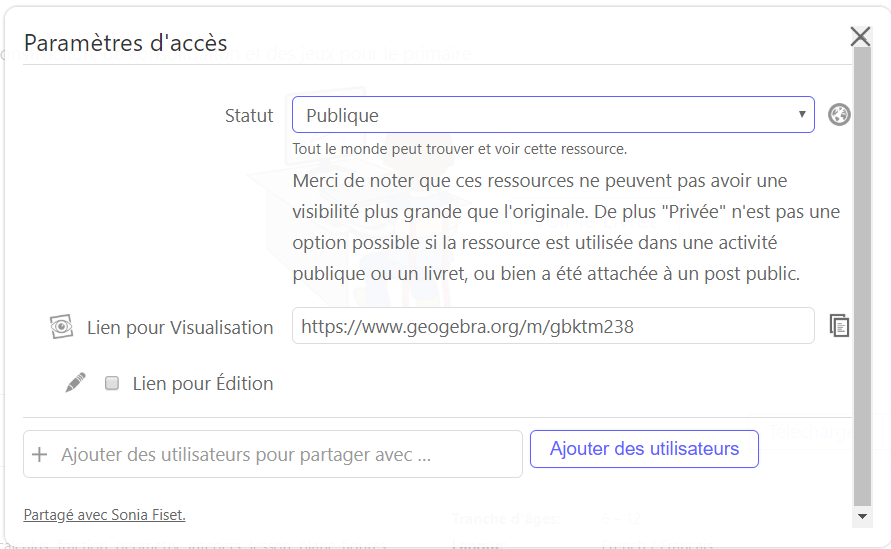 Paramètres d'accès
Statut
Publique
Tout le monde peut trouver et voir cette ressource.
Merci de noter que ces ressources ne peuvent pas avoir une
visibilité plus grande que l'originale. De plus "Privée" n'est pas une
option possible si la ressource est utilisée dans une activité
publique ou un livret, ou bien a été attachée à un post public.
Lien pour Visualisation
https://www.geogebra.org/m/gbktm238
Lien pour Édition
Ajouter des utilisateurs pour partager avec ...
Ajouter des utilisateurs
Partagé avec Sonia Fiset.